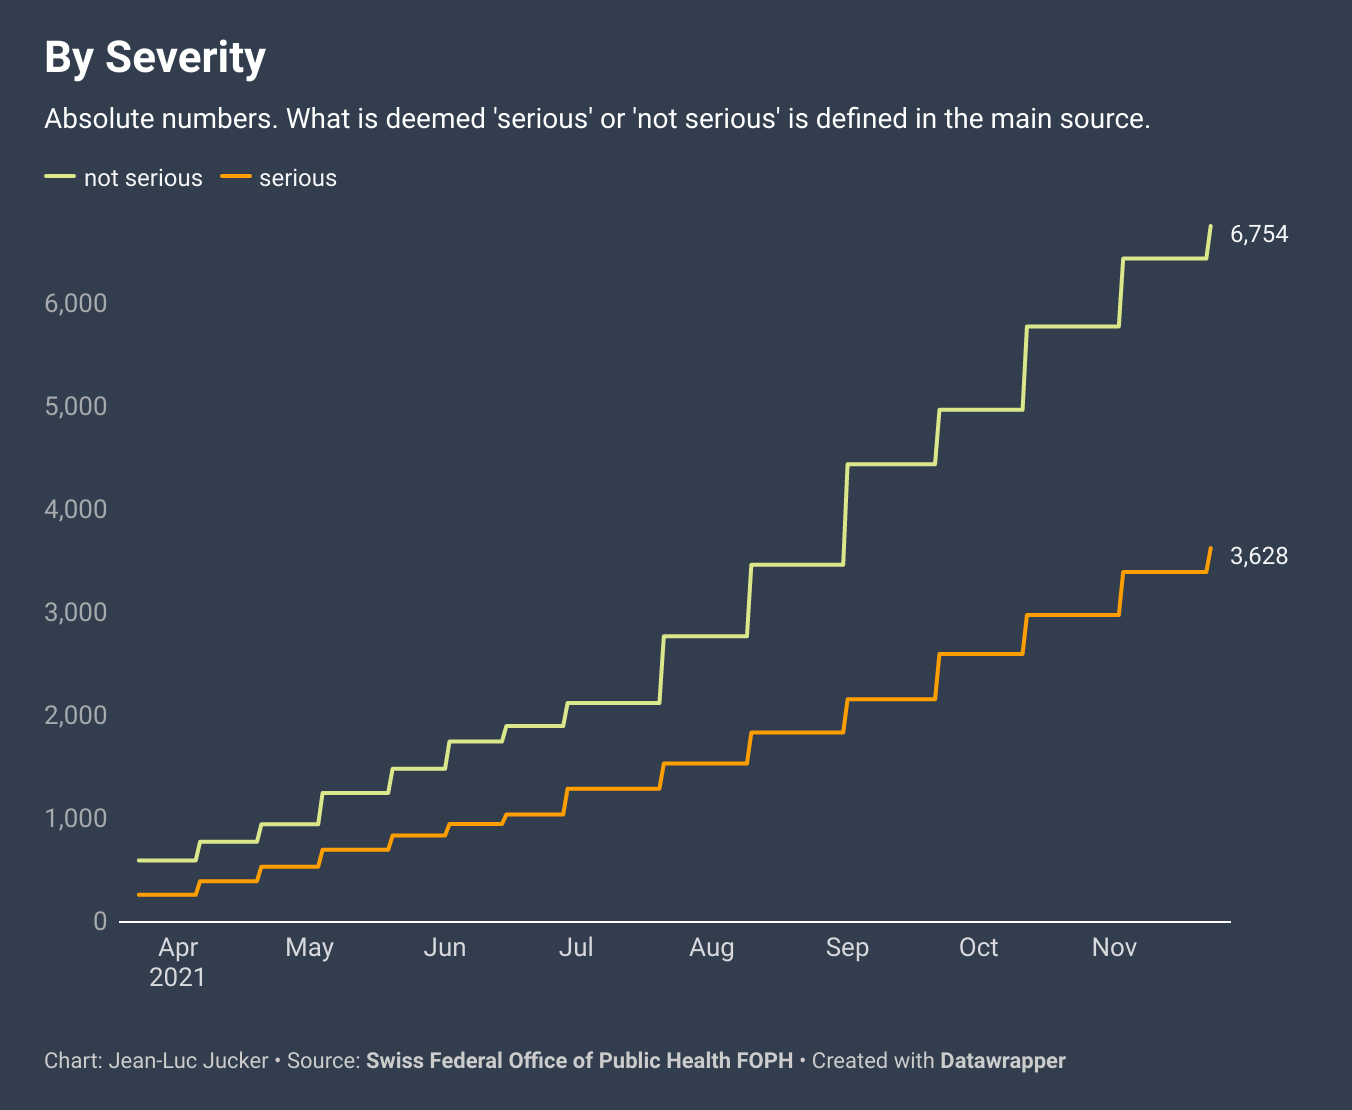 By Severity
Absolute numbers. What is deemed 'serious' or 'not serious' is defined in the main source.
not serious serious
6,754
6,000
5,000
4,000
3,628
3,000
2,000
1,000
0
Apr May Jun Jul Aug Sep Oct Nov
2021
Chart: Jean-Luc Jucker • Source: Swiss Federal Office of Public Health FOPH • Created with Datawrapper